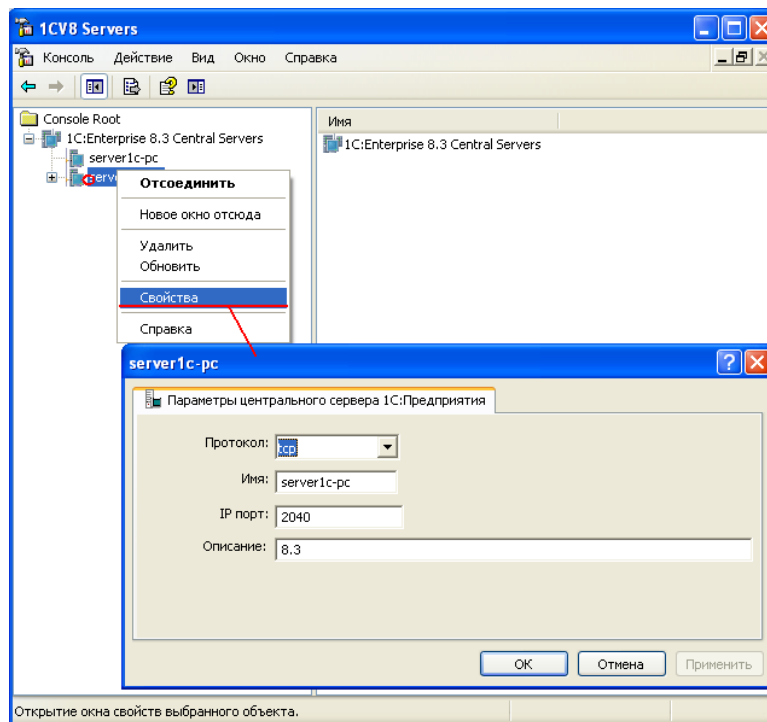 1CV8 Servers
Консоль Действие Вид Окно Справка
Console Root
1C:Enterprise 8.3 Central Servers
server1c-pc
Имя
1C:Enterprise 8.3 Central Servers
Отсоединить
Новое окно отсюда
Удалить
Обновить
Свойства
Справка
server1c-pc
Параметры центрального сервера 1С:Предприятия
Протокол: tcp
Имя: server1c-pc
IP порт: 2040
Описание: 8.3
OK Отмена Применить
Открытие окна свойств выбранного объекта.